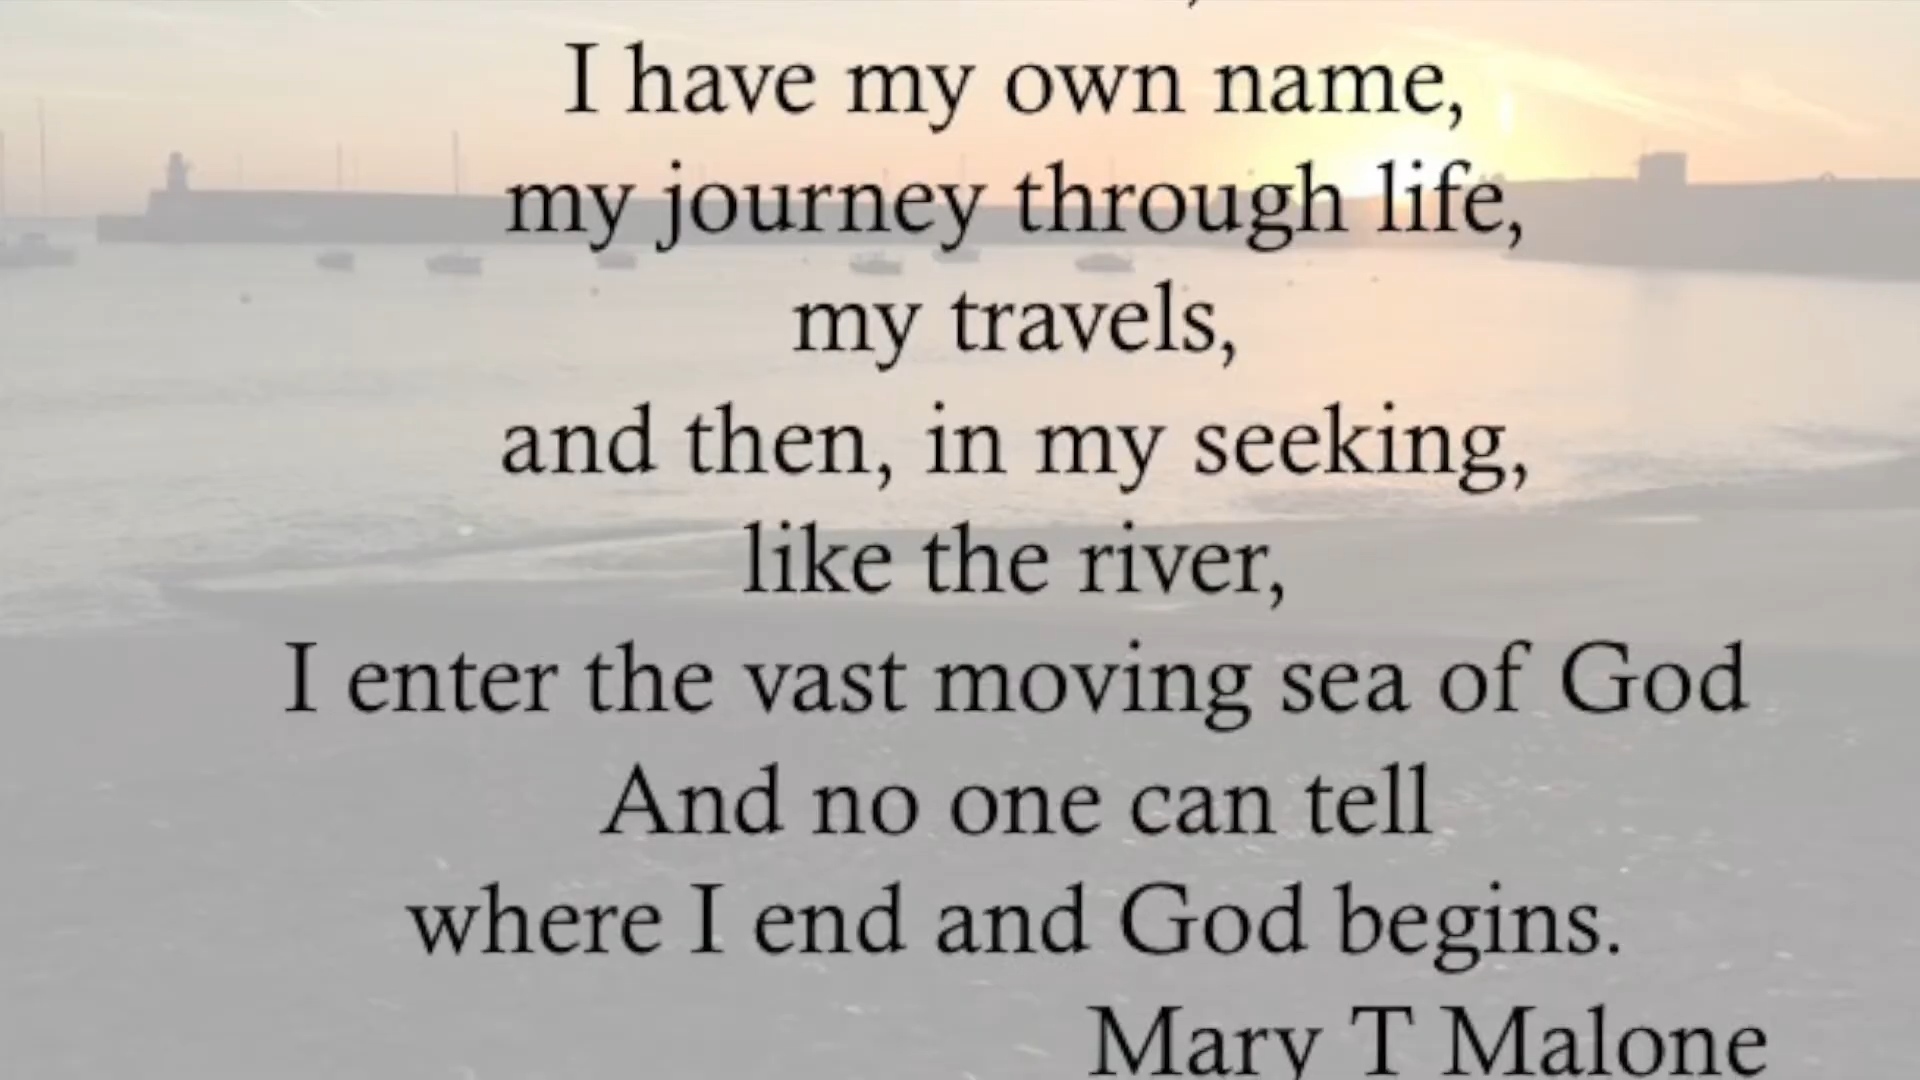 I have my own name,
my journey through life,
my travels,
and then, in my seeking,
like the river,
I enter the vast moving sea of God
And no one can tell
where I end and God begins.
Mary T Malone